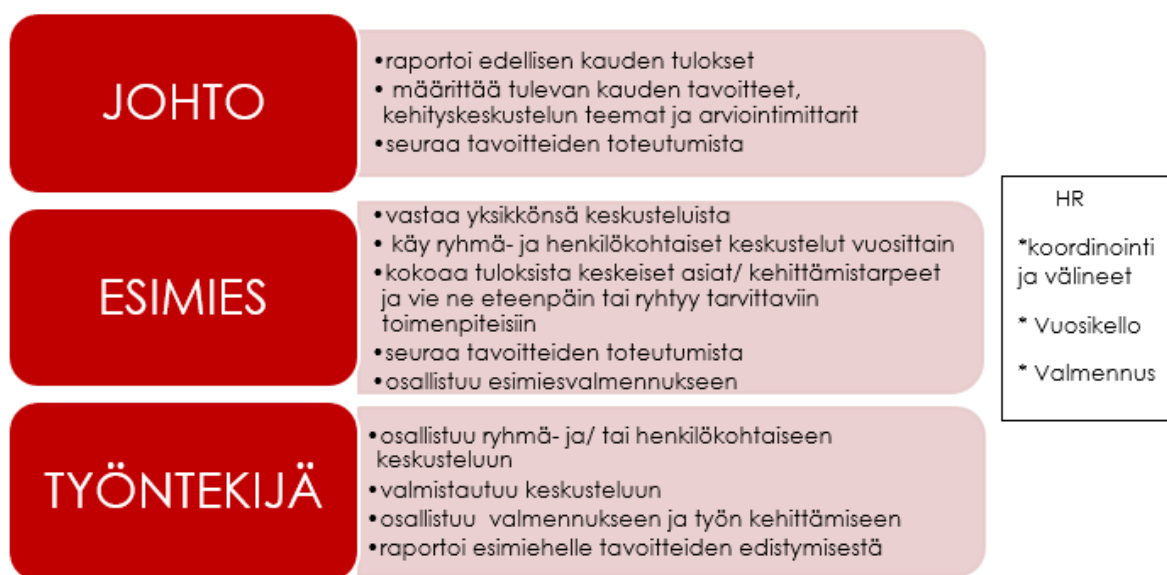 JOHTO
•raportoi edellisen kauden tulokset
• määrittää tulevan kauden tavoitteet,
kehityskeskustelun teemat ja arviointimittarit
•seuraa tavoitteiden toteutumista
ESIMIES
•vastaa yksikkönsä keskusteluista
• käy ryhmä- ja henkilökohtaiset keskustelut vuosittain
•kokoaa tuloksista keskeiset asiat/ kehittämistarpeet
ja vie ne eteenpäin tai ryhtyy tarvittaviin
toimenpiteisiin
•seuraa tavoitteiden toteutumista
•osallistuu esimiesvalmennukseen
TYÖNTEKIJÄ
•osallistuu ryhmä- ja/ tai henkilökohtaiseen
keskusteluun
•valmistautuu keskusteluun
•osallistuu valmennukseen ja työn kehittämiseen
•raportoi esimiehelle tavoitteiden edistymisestä
HR
*koordinointi
ja välineet
* Vuosikello
* Valmennus